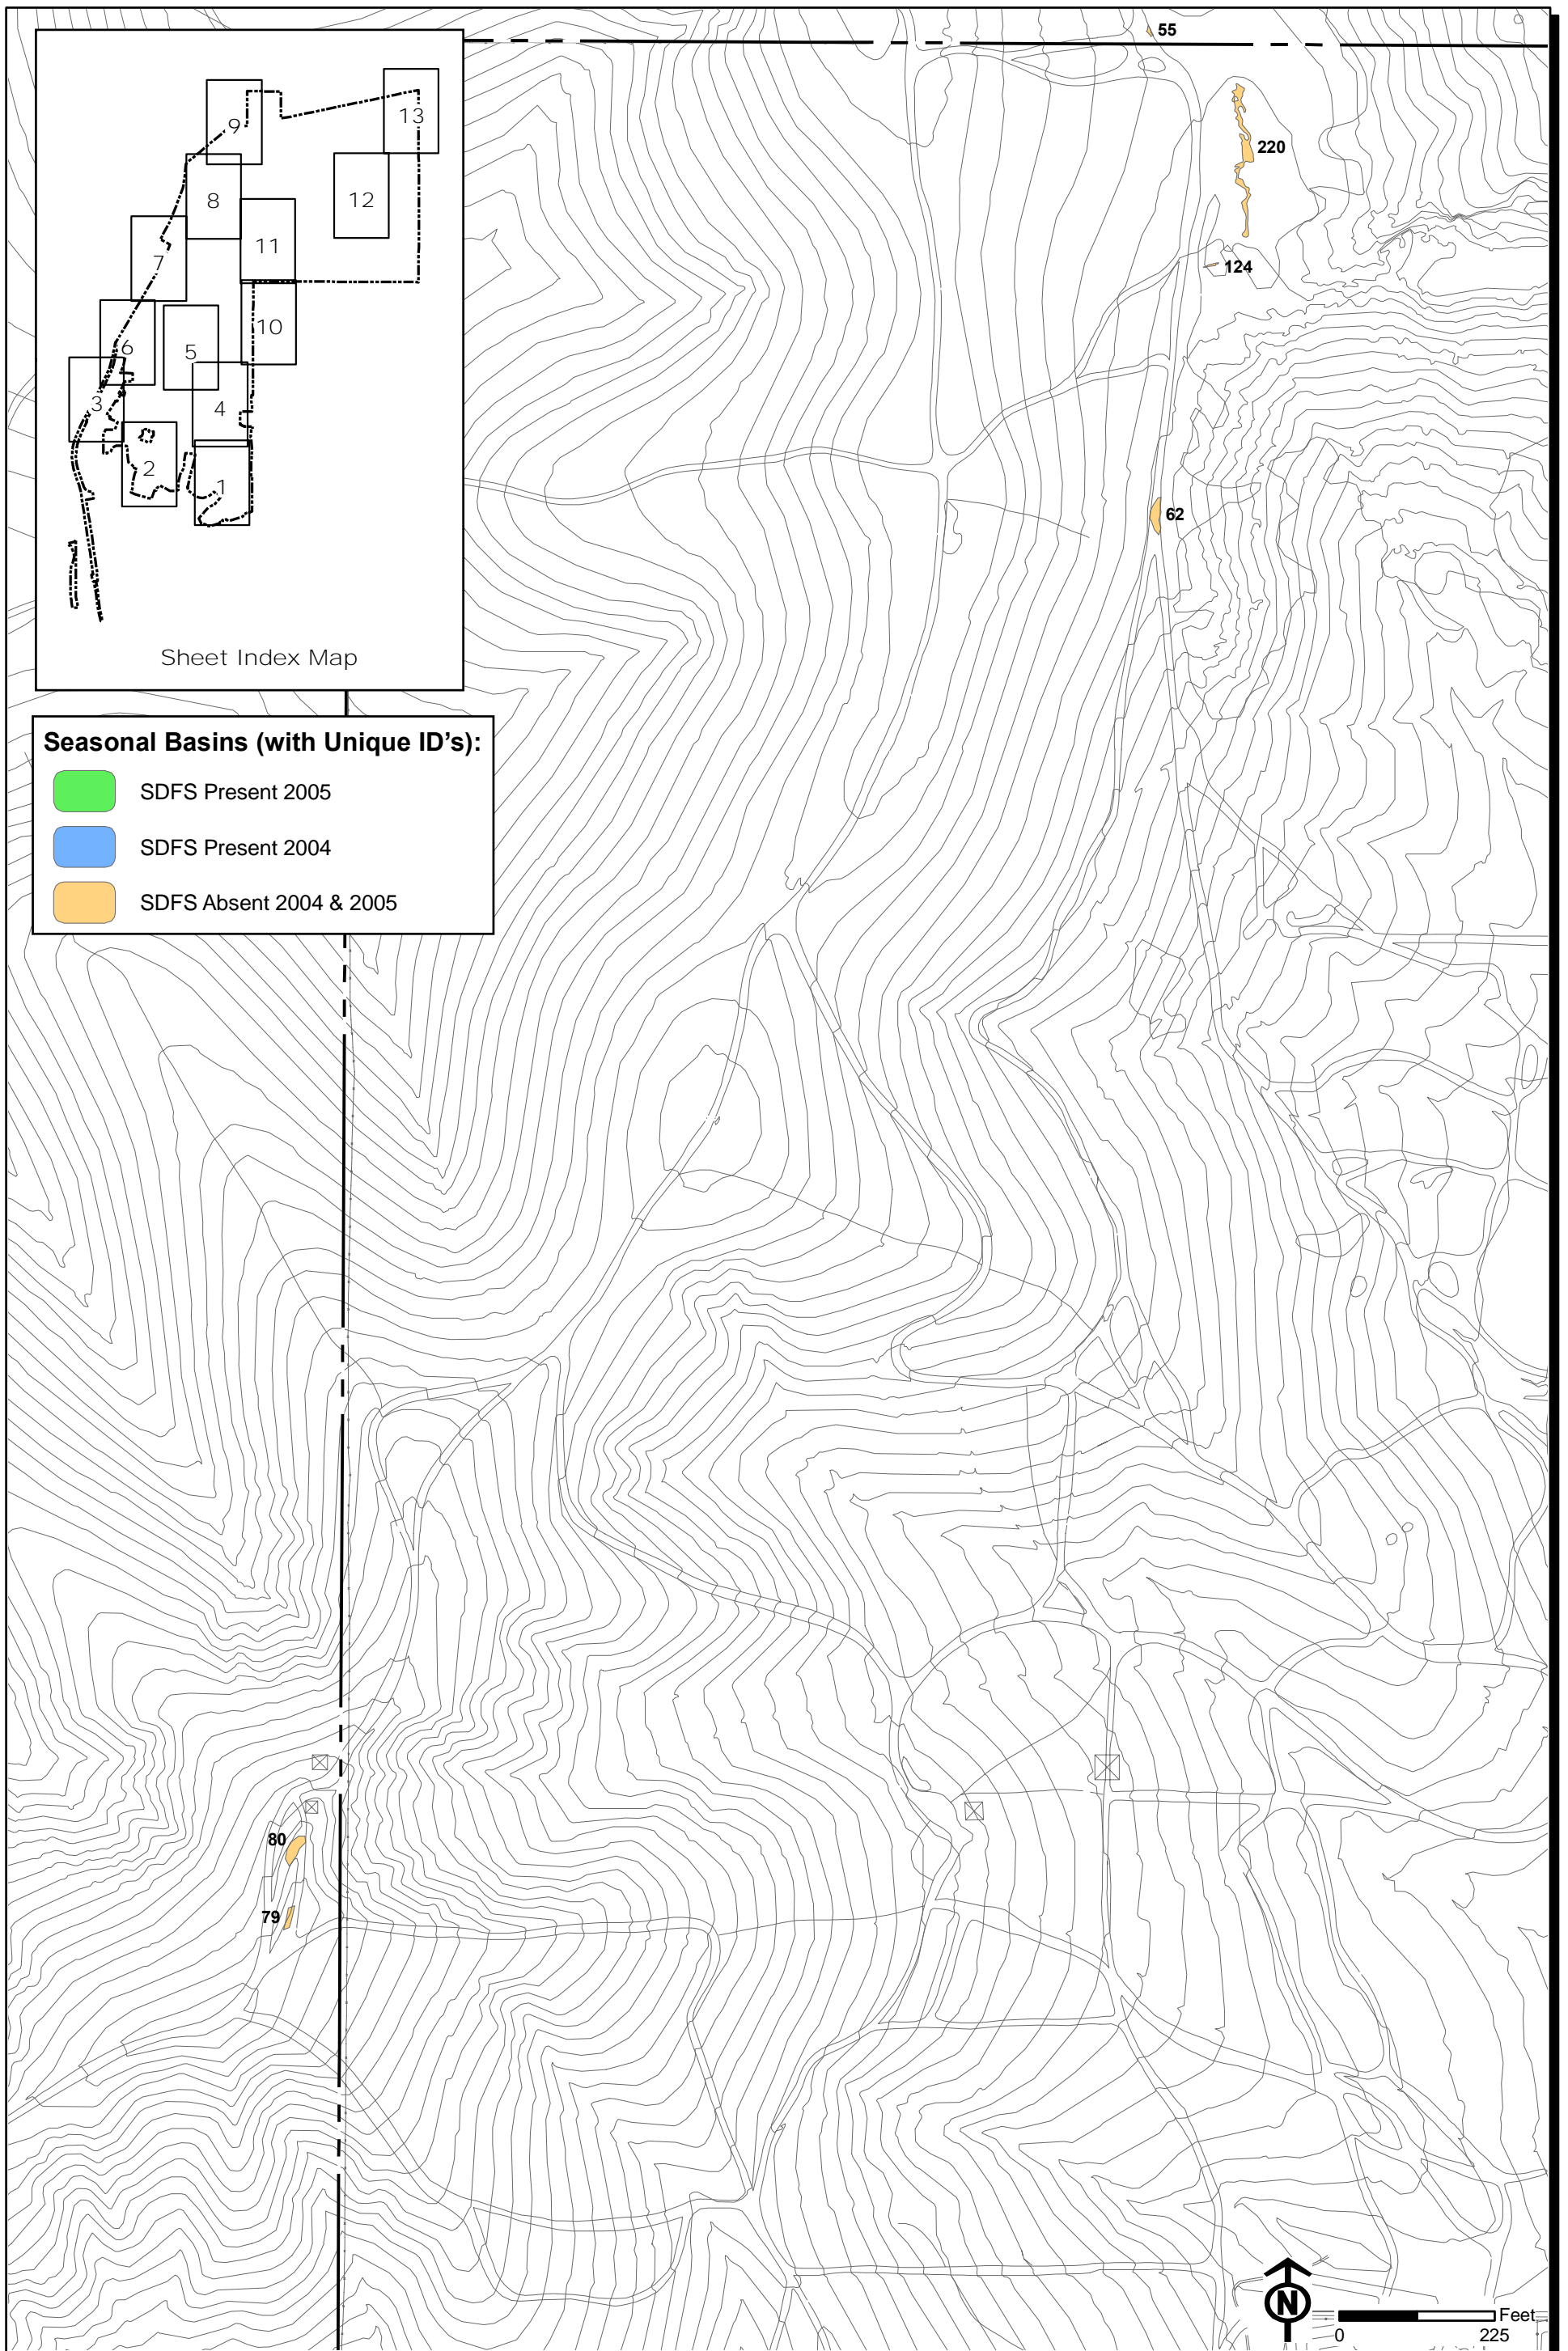 55
220
124
62
9
13
8
12
11
7
10
6
5
3
4
2
1
Sheet Index Map
Seasonal Basins (with Unique ID's):
SDFS Present 2005
SDFS Present 2004
SDFS Absent 2004 & 2005
80
79
N
Feet
0 225